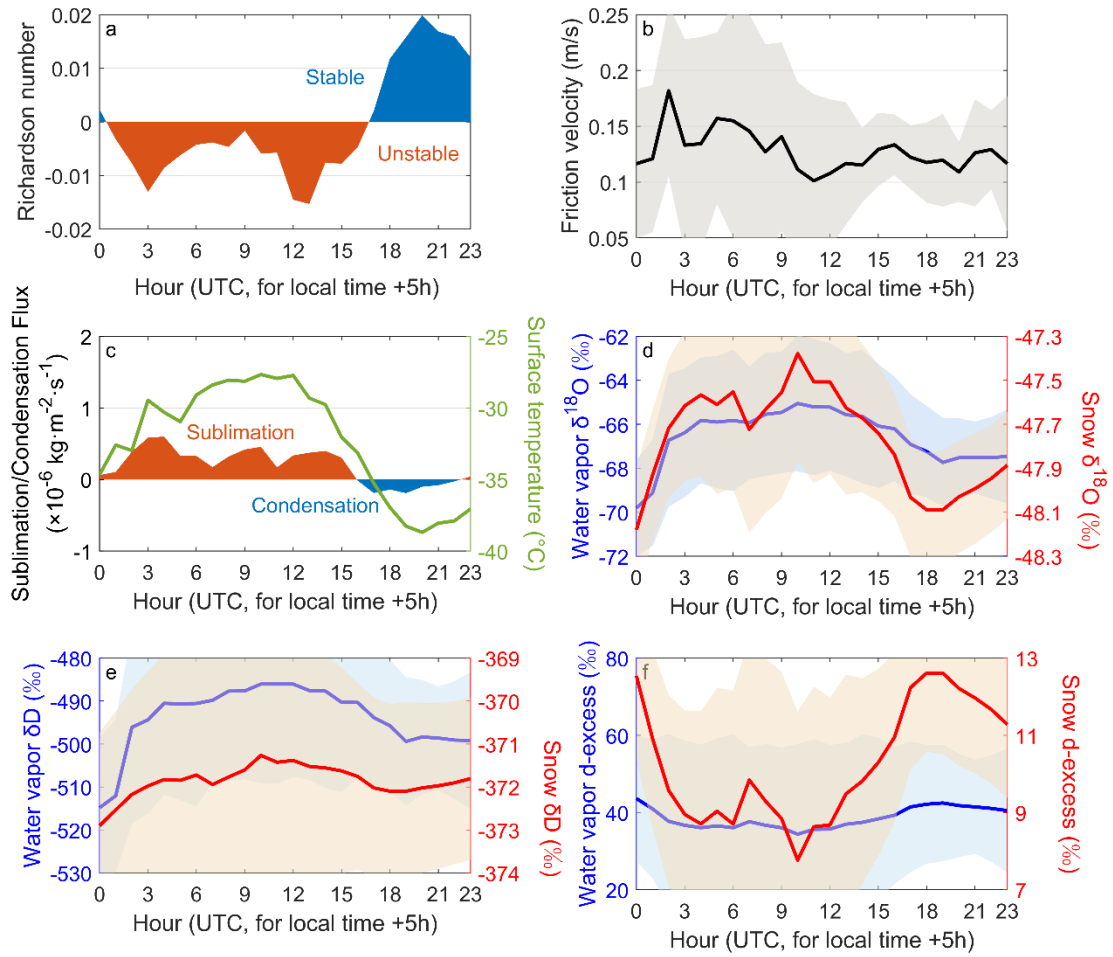 a
Richardson number
0.02
0.01
0
-0.01
-0.02
Stable
Unstable
0 3 6 9 12 15 18 21 23
Hour (UTC, for local time +5h)
b
Friction velocity (m/s)
0.25
0.2
0.15
0.1
0.05
0 3 6 9 12 15 18 21 23
Hour (UTC, for local time +5h)
c
Sublimation/Condensation Flux
(×10⁻⁶ kg·m⁻²·s⁻¹)
2
1
0
-1
Sublimation
Condensation
-25
-30
-35
-40
Surface temperature (°C)
0 3 6 9 12 15 18 21 23
Hour (UTC, for local time +5h)
d
Water vapor δ¹⁸O (‰)
-62
-64
-66
-68
-70
-72
-47.3
-47.5
-47.7
-47.9
-48.1
-48.3
Snow δ¹⁸O (‰)
0 3 6 9 12 15 18 21 23
Hour (UTC, for local time +5h)
e
Water vapor δD (‰)
-480
-490
-500
-510
-520
-530
-369
-370
-371
-372
-373
-374
Snow δD (‰)
0 3 6 9 12 15 18 21 23
Hour (UTC, for local time +5h)
f
Water vapor d-excess (‰)
80
60
40
20
13
11
9
7
Snow d-excess (‰)
0 3 6 9 12 15 18 21 23
Hour (UTC, for local time +5h)